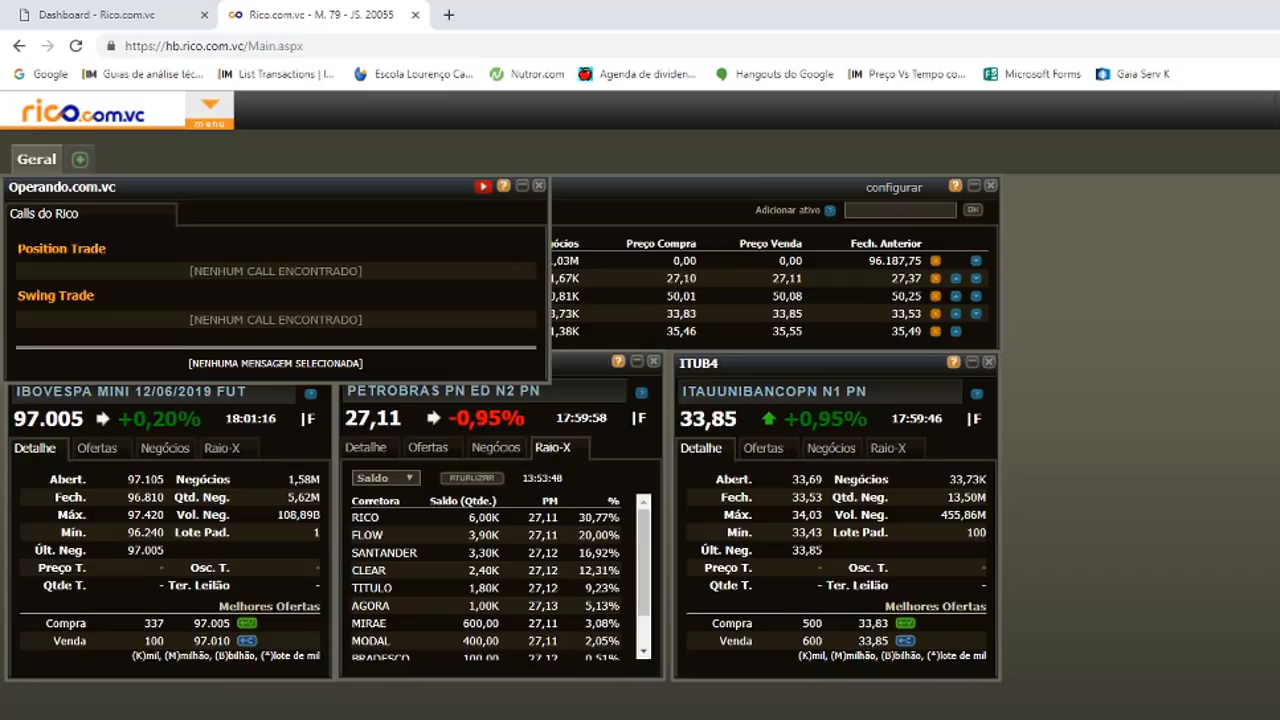 Dashboard - Rico.com.vc
Rico.com.vc - M. 79 - JS. 20055
https://hb.rico.com.vc/Main.aspx
Google
Guias de análise téc...
List Transactions | I...
Escola Lourenço Ca...
Nutror.com
Agenda de dividen...
Hangouts do Google
Preço Vs Tempo co...
Microsoft Forms
Gaia Serv K
rico.com.vc
menu
Geral
Operando.com.vc
Calls do Rico
Position Trade
[NENHUM CALL ENCONTRADO]
Swing Trade
[NENHUM CALL ENCONTRADO]
[NENHUMA MENSAGEM SELECIONADA]
configurar
Adicionar ativo
OK
Preço Compra Preço Venda Fech. Anterior
,03M 0,00 0,00 96.187,75
,67K 27,10 27,11 27,37
,81K 50,01 50,08 50,25
,73K 33,83 33,85 33,53
,38K 35,46 35,55 35,49
IBOVESPA MINI 12/06/2019 FUT
97.005 +0,20% 18:01:16 |F
Detalhe Ofertas Negócios Raio-X
Abert. 97.105 Negócios 1,58M
Fech. 96.810 Qtd. Neg. 5,62M
Máx. 97.420 Vol. Neg. 108,89B
Min. 96.240 Lote Pad. 1
Últ. Neg. 97.005
Preço T. - Osc. T. -
Qtde T. - Ter. Leilão -
Melhores Ofertas
Compra 337 97.005
Venda 100 97.010
(K)mil, (M)milhão, (B)bilhão, (*)lote de mil
PETROBRAS PN ED N2 PN
27,11 -0,95% 17:59:58 |F
Detalhe Ofertas Negócios Raio-X
Saldo ATUALIZAR 13:53:48
Corretora Saldo (Qtde.) PM %
RICO 6,00K 27,11 30,77%
FLOW 3,90K 27,11 20,00%
SANTANDER 3,30K 27,12 16,92%
CLEAR 2,40K 27,12 12,31%
TITULO 1,80K 27,12 9,23%
AGORA 1,00K 27,13 5,13%
MIRAE 600,00 27,11 3,08%
MODAL 400,00 27,11 2,05%
BRADESCO 100,00 27,12 0,51%
ITUB4
ITAUUNIBANCOPN N1 PN
33,85 +0,95% 17:59:46 |F
Detalhe Ofertas Negócios Raio-X
Abert. 33,69 Negócios 33,73K
Fech. 33,53 Qtd. Neg. 13,50M
Máx. 34,03 Vol. Neg. 455,86M
Min. 33,43 Lote Pad. 100
Últ. Neg. 33,85
Preço T. - Osc. T. -
Qtde T. - Ter. Leilão -
Melhores Ofertas
Compra 500 33,83
Venda 600 33,85
(K)mil, (M)milhão, (B)bilhão, (*)lote de mil